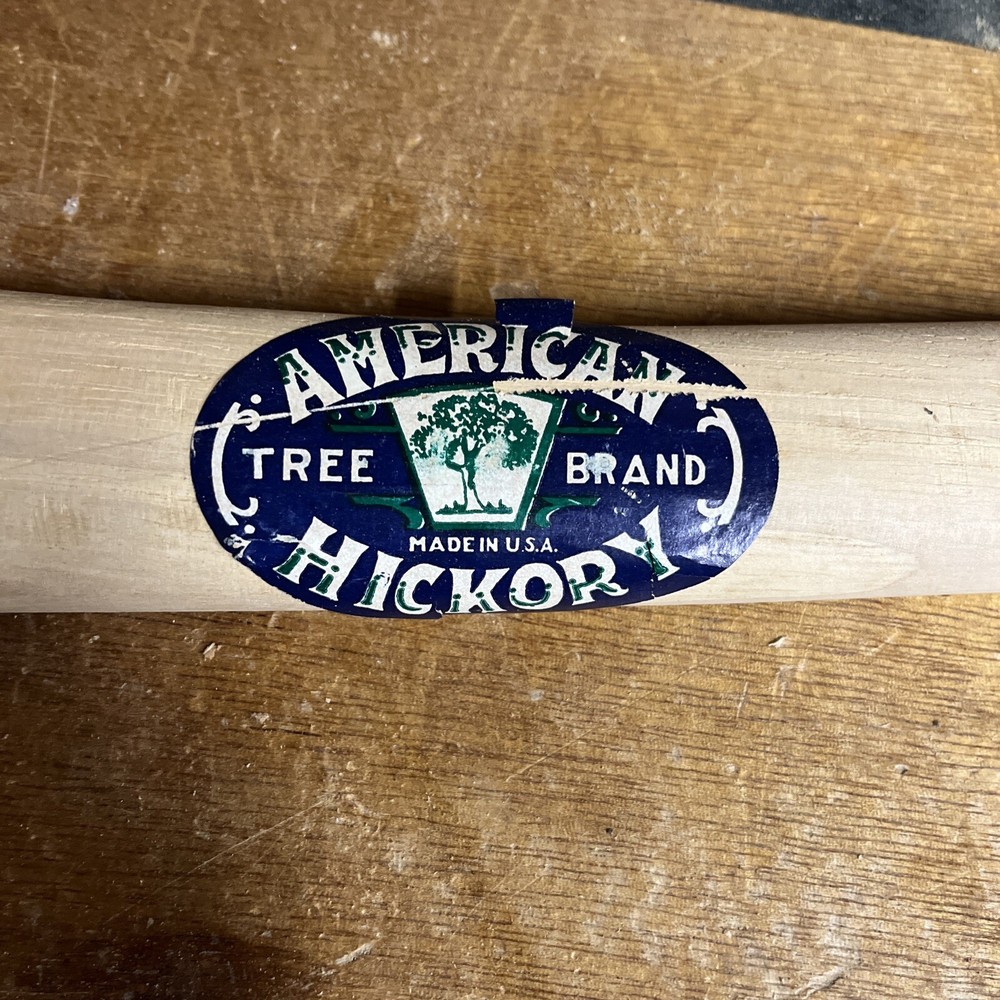 AMERICAN
TREE BRAND
MADE IN U.S.A.
HICKORY